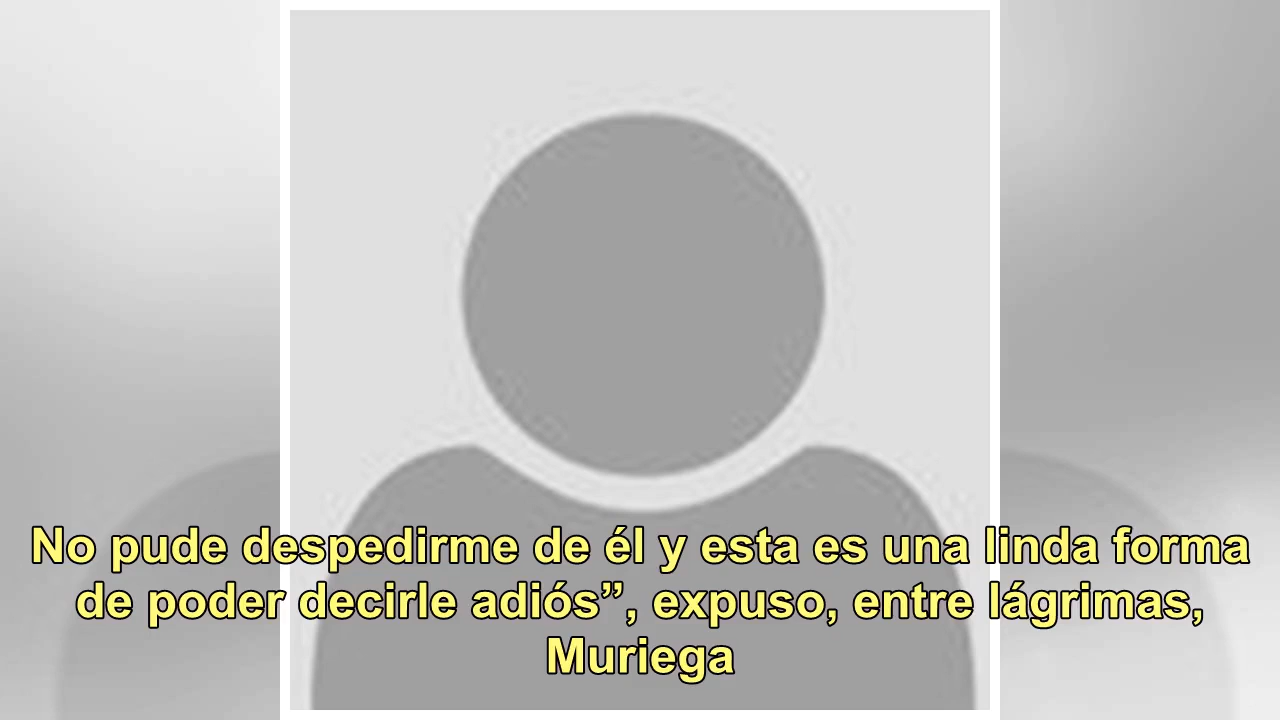 No pude despedirme de él y esta es una linda forma
de poder decirle adiós”, expuso, entre lágrimas,
Muriega